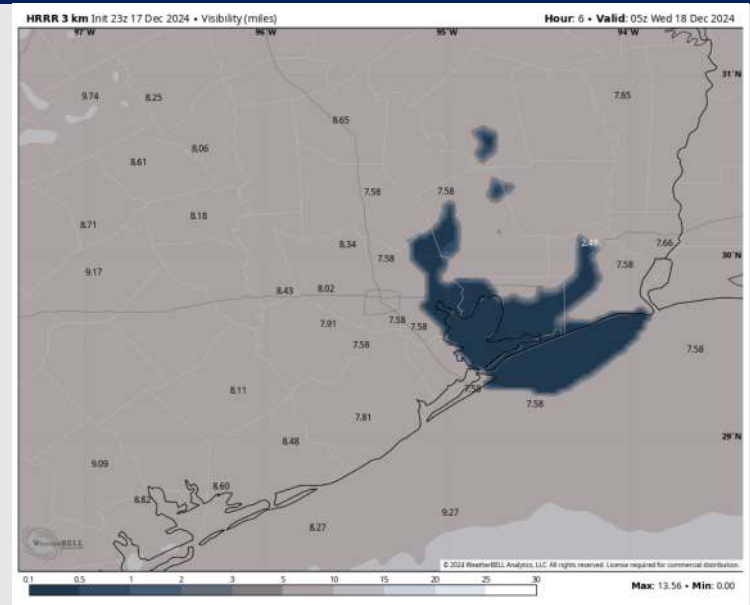 HRRR 3 km Init 23z 17 Dec 2024 • Visibility (miles) Hour: 6 • Valid: 05z Wed 18 Dec 2024
97°W 96°W 95°W 94°W
31°N
9.74 8.25 7.65
8.65
8.06
8.61
7.58 7.58
8.18
8.71
8.34 2.49 7.66
30°N
7.58 7.58
9.17
8.43 8.02
7.91 7.58 7.58
7.58 7.58
8.11 7.58
7.58
7.81
29°N
8.48
9.09
8.60
8.82
9.27
8.27
WeatherBELL
© 2024 WeatherBELL Analytics, LLC. All rights reserved. License required for commercial distribution.
0.1 0.5 1 2 3 5 10 15 20 25 30
Max: 13.56 • Min: 0.00